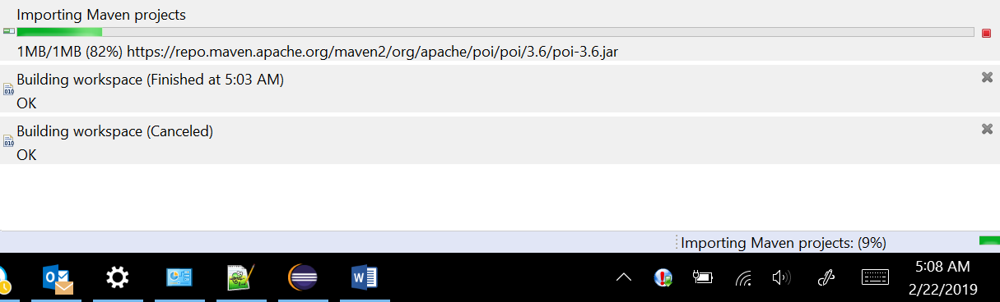 Importing Maven projects
1MB/1MB (82%) https://repo.maven.apache.org/maven2/org/apache/poi/poi/3.6/poi-3.6.jar
Building workspace (Finished at 5:03 AM)
010
OK
Building workspace (Canceled)
010
OK
Importing Maven projects: (9%)
5:08 AM
2/22/2019